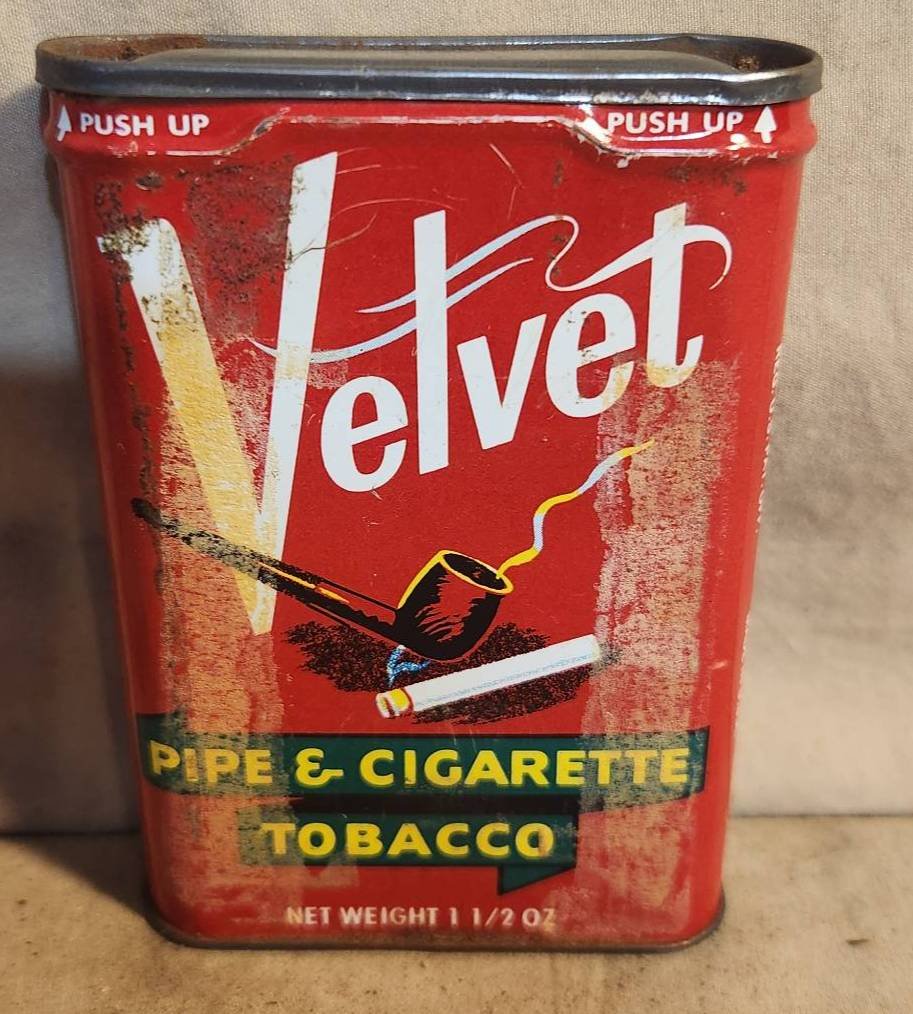 PUSH UP PUSH UP
Velvet
PIPE & CIGARETTE
TOBACCO
NET WEIGHT 1 1/2 OZ